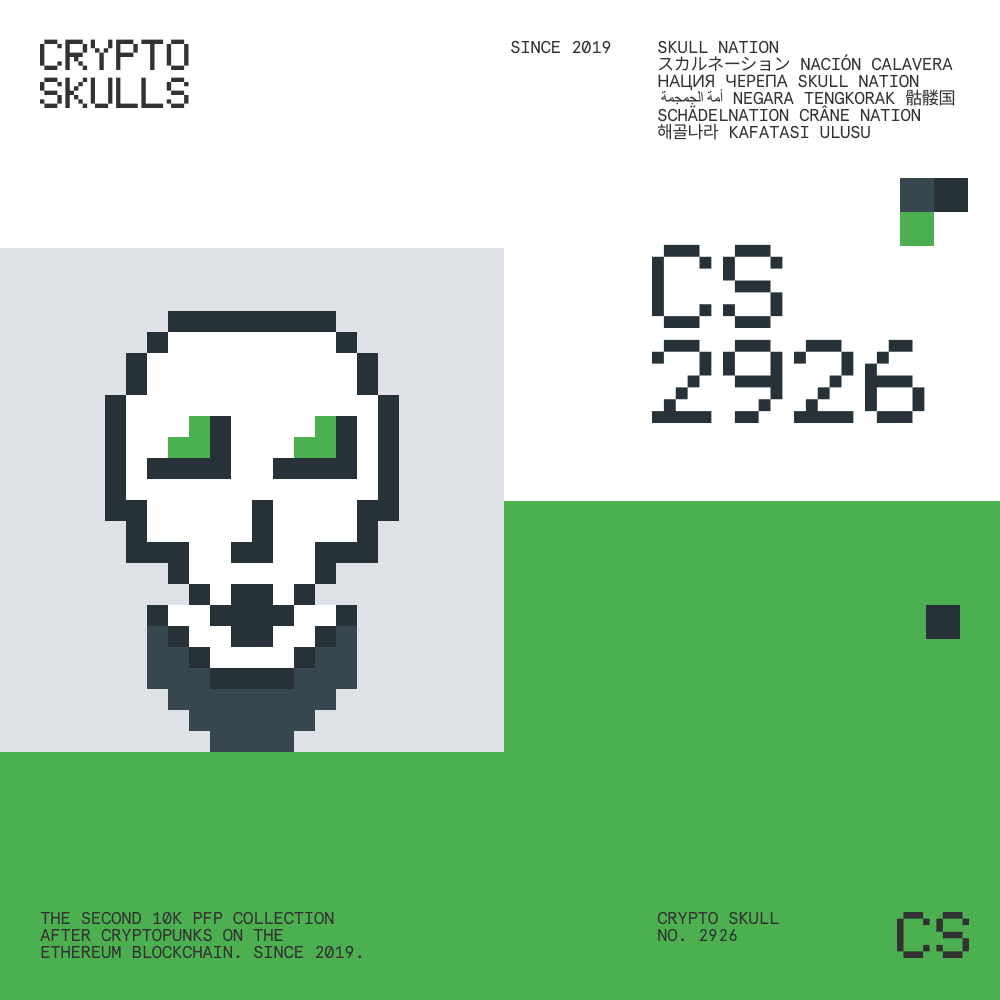 CRYPTO
SKULLS
SINCE 2019
SKULL NATION
スカルネーション NACIÓN CALAVERA
НАЦИЯ ЧЕРЕПА SKULL NATION
أمة الجمجمة NEGARA TENGKORAK 骷髅国
SCHÄDELNATION CRÂNE NATION
해골나라 KAFATASI ULUSU
CS
2926
THE SECOND 10K PFP COLLECTION
AFTER CRYPTOPUNKS ON THE
ETHEREUM BLOCKCHAIN. SINCE 2019.
CRYPTO SKULL
NO. 2926
CS